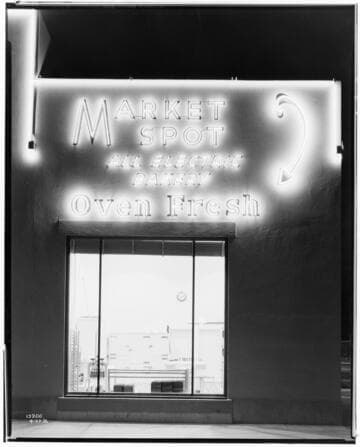 MARKET
SPOT
ALL ELECTRIC
BAKERY
Oven Fresh